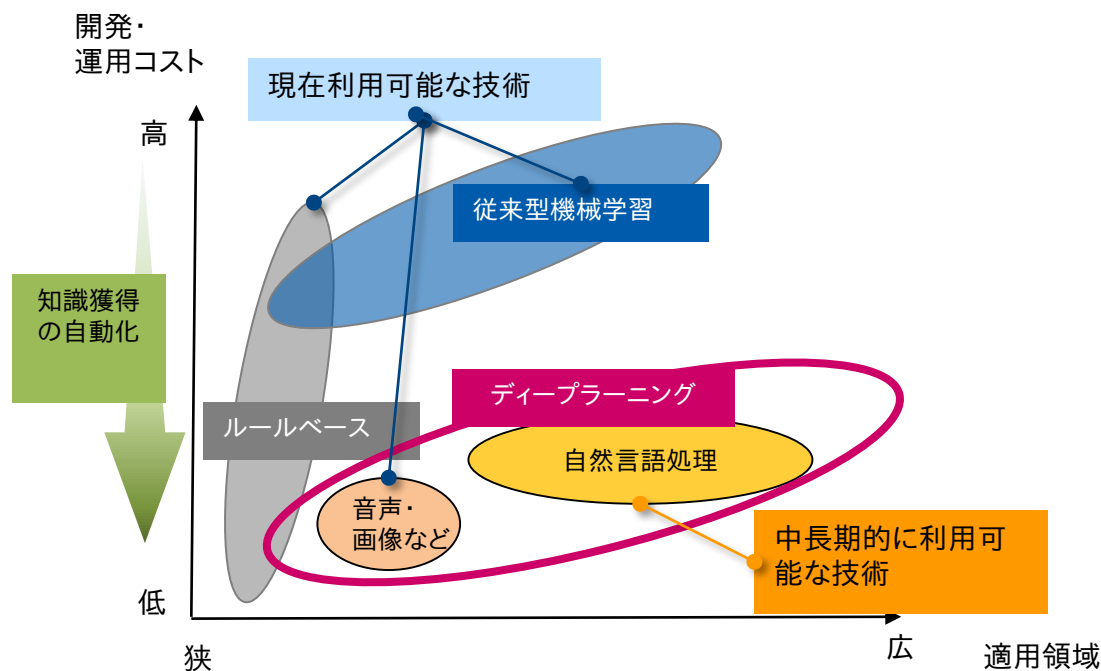 開発・
運用コスト
現在利用可能な技術
高
従来型機械学習
知識獲得
の自動化
ディープラーニング
ルールベース
自然言語処理
音声・
画像など
中長期的に利用可
能な技術
低
狭
広
適用領域